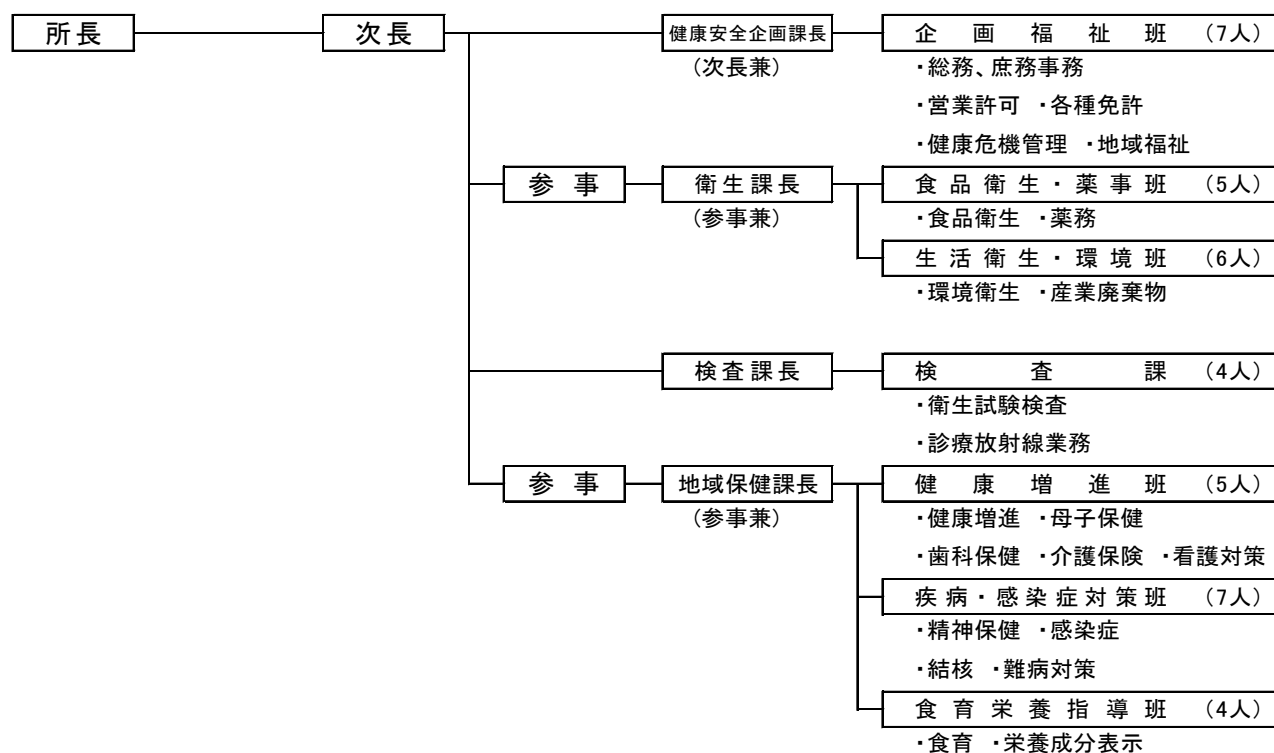 所長 次長 健康安全企画課長 企画福祉班 (7人)
(次長兼) ・総務、庶務事務
・営業許可 ・各種免許
・健康危機管理 ・地域福祉
参事 衛生課長 食品衛生・薬事班 (5人)
(参事兼) ・食品衛生 ・薬務
生活衛生・環境班 (6人)
・環境衛生 ・産業廃棄物
検査課長 検査課 (4人)
・衛生試験検査
・診療放射線業務
参事 地域保健課長 健康増進班 (5人)
(参事兼) ・健康増進 ・母子保健
・歯科保健 ・介護保険 ・看護対策
疾病・感染症対策班 (7人)
・精神保健 ・感染症
・結核 ・難病対策
食育栄養指導班 (4人)
・食育 ・栄養成分表示